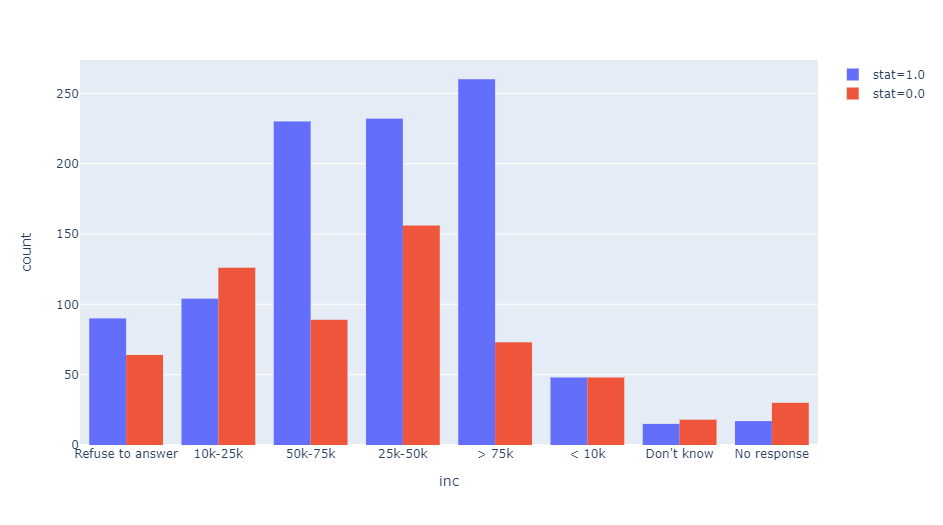 stat=1.0
stat=0.0
250
200
150
100
50
0
count
Refuse to answer 10k-25k 50k-75k 25k-50k > 75k < 10k Don't know No response
inc